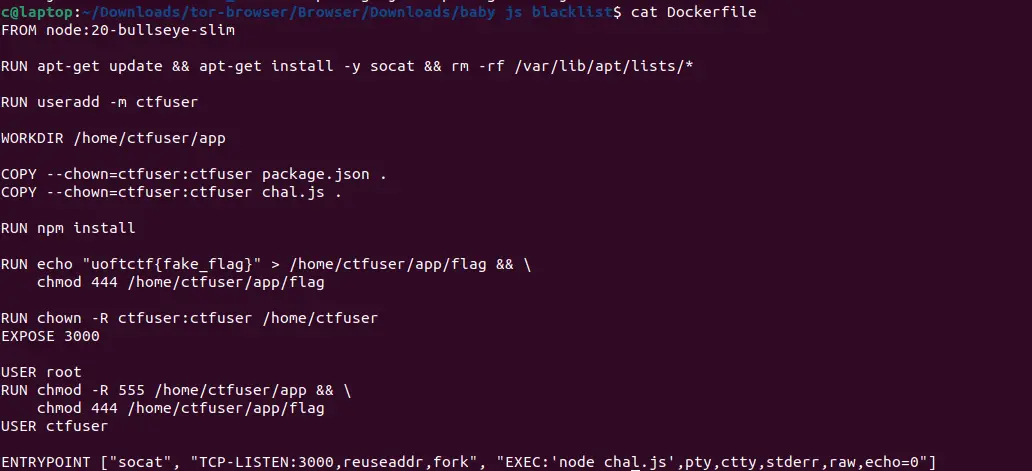 c@laptop:~/Downloads/tor-browser/Browser/Downloads/baby js blacklist$ cat Dockerfile
FROM node:20-bullseye-slim
RUN apt-get update && apt-get install -y socat && rm -rf /var/lib/apt/lists/*
RUN useradd -m ctfuser
WORKDIR /home/ctfuser/app
COPY --chown=ctfuser:ctfuser package.json .
COPY --chown=ctfuser:ctfuser chal.js .
RUN npm install
RUN echo "uoftctf{fake_flag}" > /home/ctfuser/app/flag && \
    chmod 444 /home/ctfuser/app/flag
RUN chown -R ctfuser:ctfuser /home/ctfuser
EXPOSE 3000
USER root
RUN chmod -R 555 /home/ctfuser/app && \
    chmod 444 /home/ctfuser/app/flag
USER ctfuser
ENTRYPOINT ["socat", "TCP-LISTEN:3000,reuseaddr,fork", "EXEC:'node chal.js',pty,ctty,stderr,raw,echo=0"]